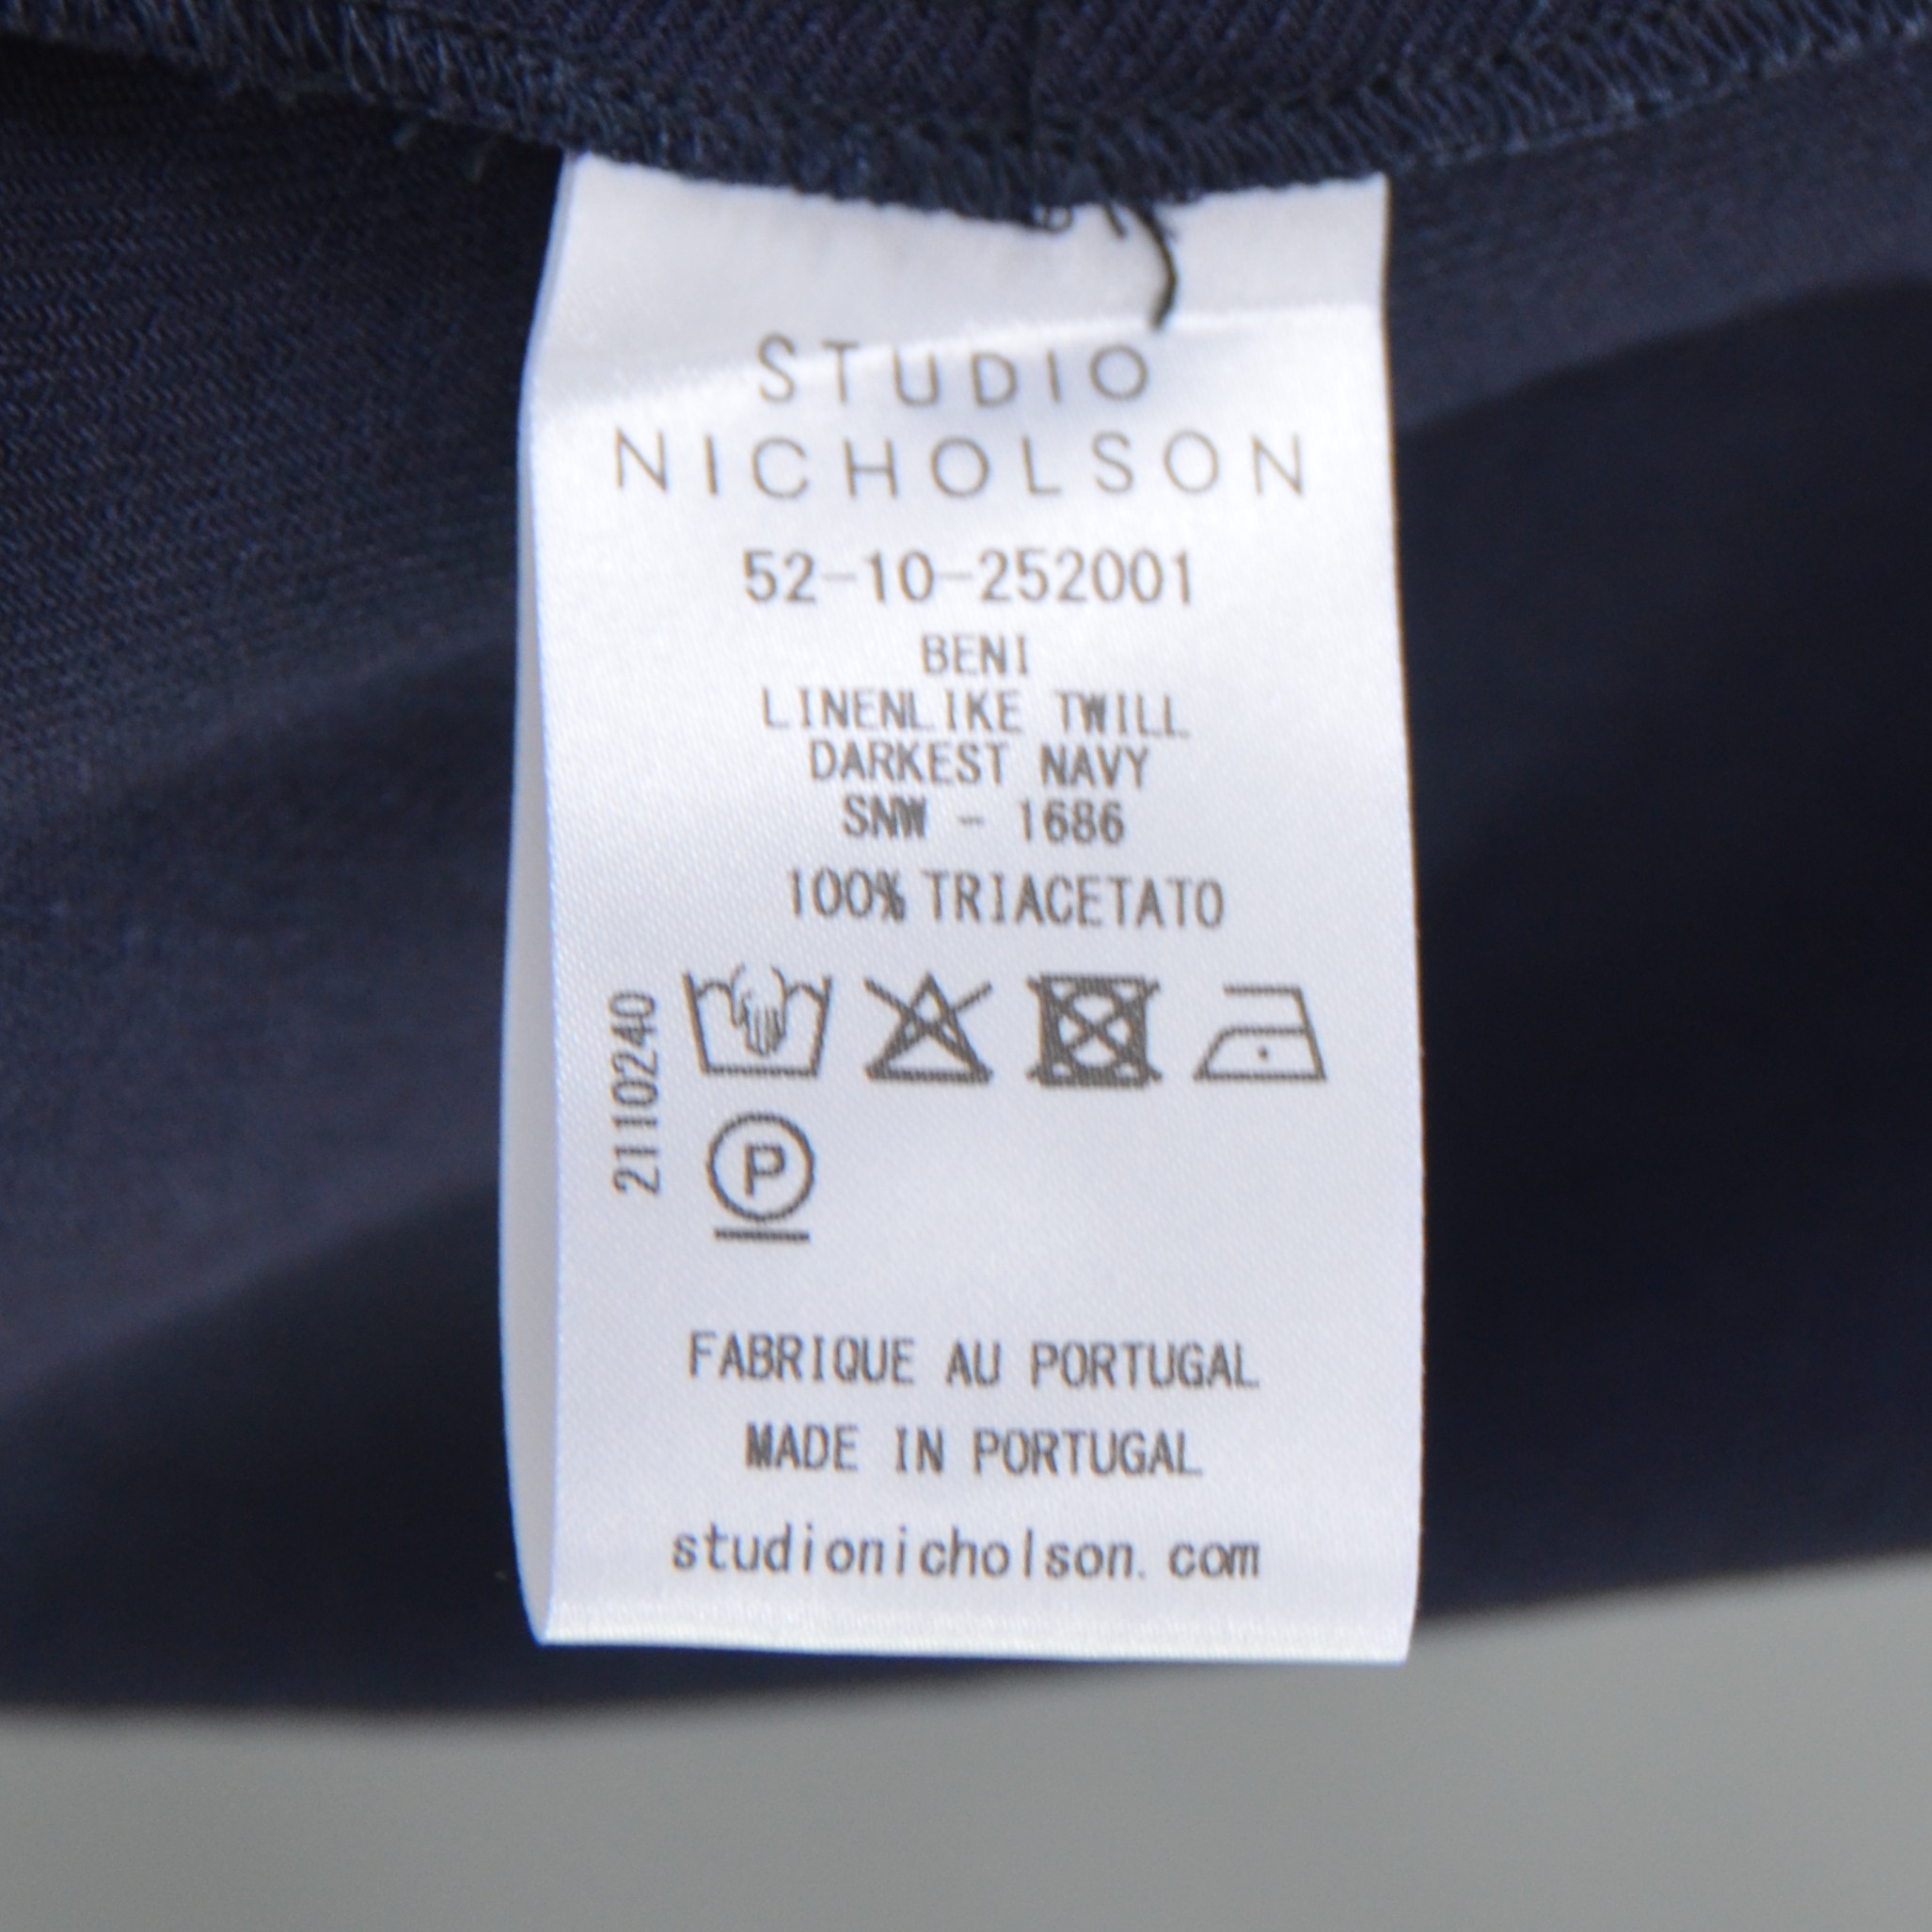 STUDIO
NICHOLSON
52-10-252001
BENI
LINENLIKE TWILL
DARKEST NAVY
SNW - 1686
100% TRIACETATO
21110240
P
FABRIQUE AU PORTUGAL
MADE IN PORTUGAL
studionicholson.com